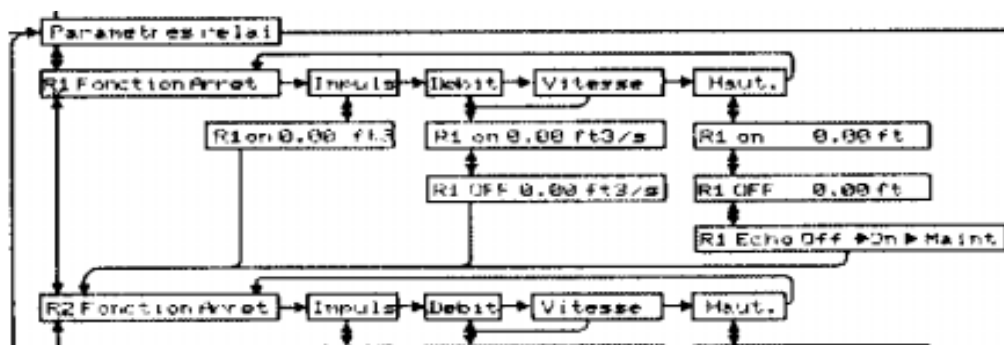 Parametres relai
R1 Fonction Arret Impuls Debit Vitesse Haut.
R1 on 0.00 ft3 R1 on 0.00 ft3/s R1 on 0.00 ft
R1 OFF 0.00 ft3/s R1 OFF 0.00 ft
R1 Echo Off On Maint
R2 Fonction Arret Impuls Debit Vitesse Haut.